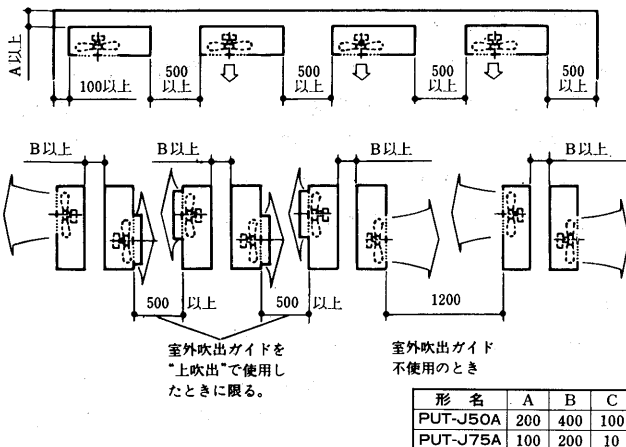 A以上
100以上
500
以上
500
以上
500
以上
500
以上
B以上
B以上
B以上
B以上
500 以上
500 以上
1200
室外吹出ガイドを
“上吹出”で使用し
たときに限る。
室外吹出ガイド
不使用のとき
形 名 A B C
PUT-J50A 200 400 100
PUT-J75A 100 200 10